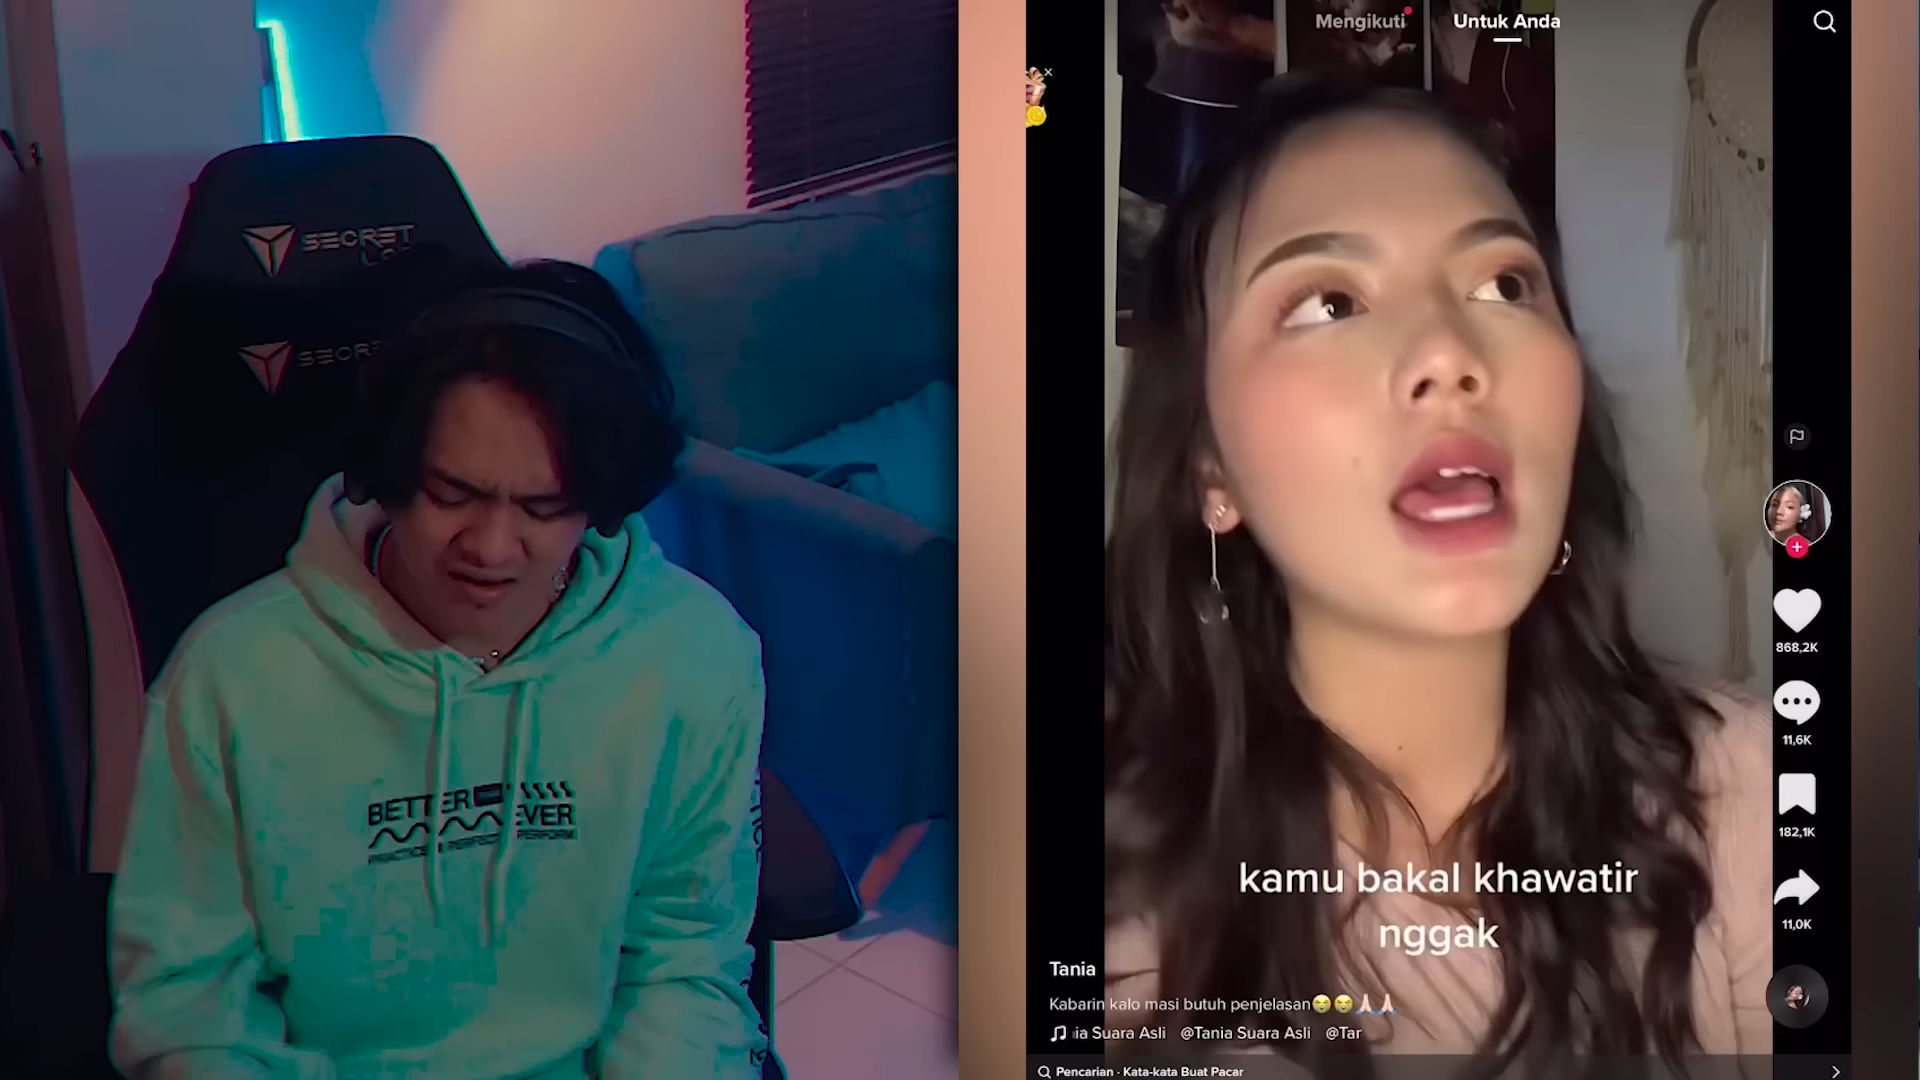 SECRET
BETTER EVER
Mengikuti
Untuk Anda
868,2K
11,6K
182,1K
11,0K
kamu bakal khawatir
nggak
Tania
Kabarin kalo masi butuh penjelasan😭😭🙏🏻🙏🏻
ia Suara Asli @Tania Suara Asli @Tar
Pencarian · Kata-kata Buat Pacar